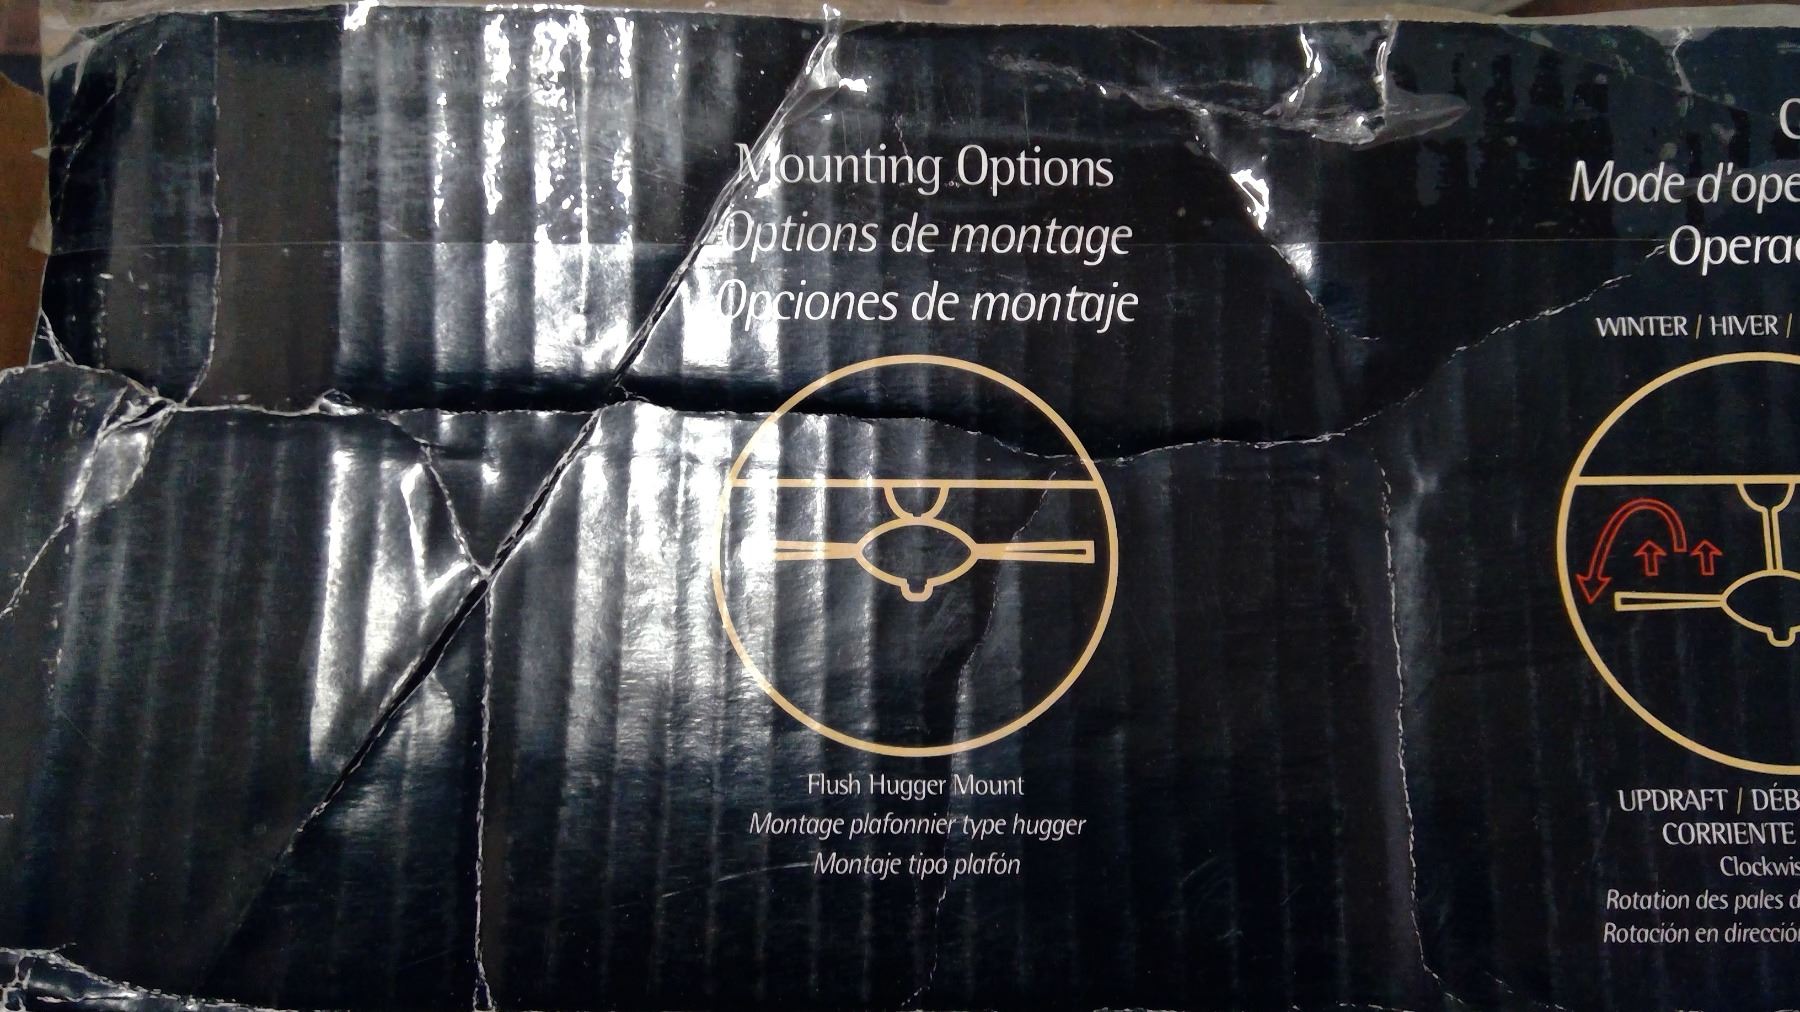 Mounting Options
Options de montage
Opciones de montaje
Flush Hugger Mount
Montage plafonnier type hugger
Montaje tipo plafón
Mode d'ope
Operac
WINTER / HIVER /
UPDRAFT / DÉB
CORRIENTE
Clockwis
Rotation des pales d
Rotación en direcció